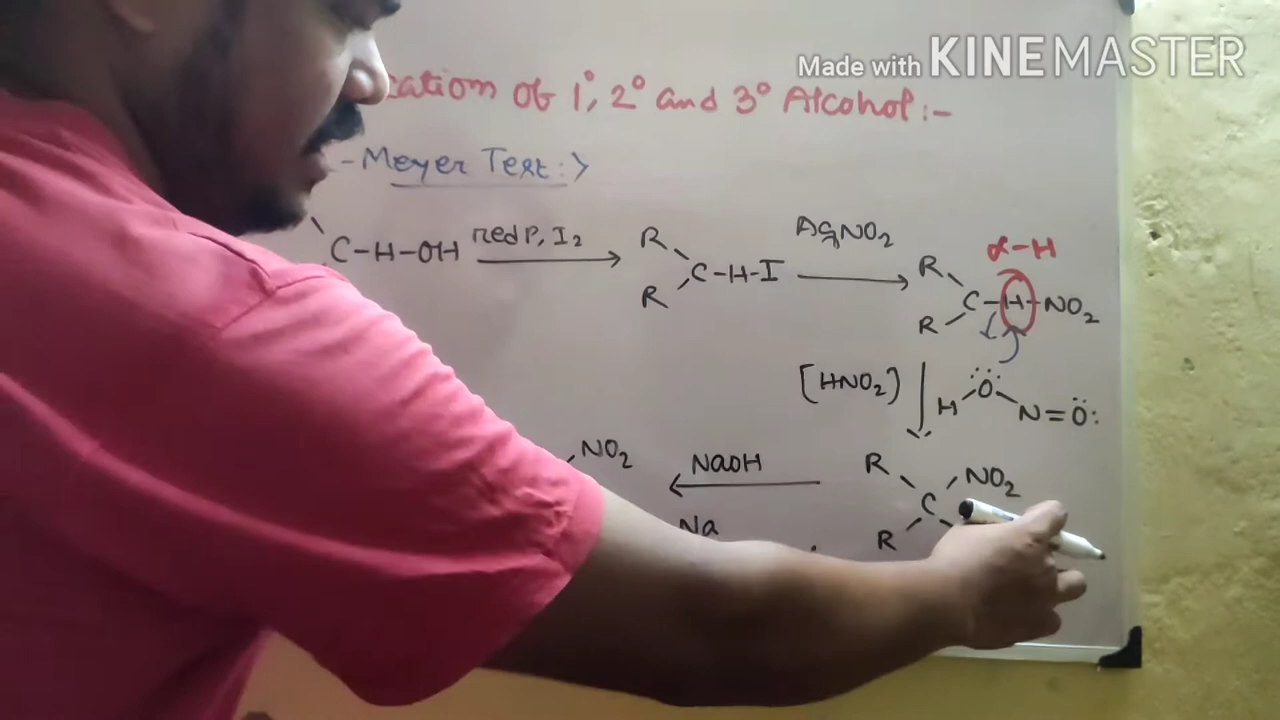 Made with KINEMASTER
of 1°, 2° and 3° Alcohol:-
-Meyer Test:>
C-H-OH
red P, I2
R
R
C-H-I
AgNO2
α-H
R
R
C-H-NO2
[HNO2]
H
Ö
N=Ö:
NO2
NaOH
Na
R
R
C
NO2